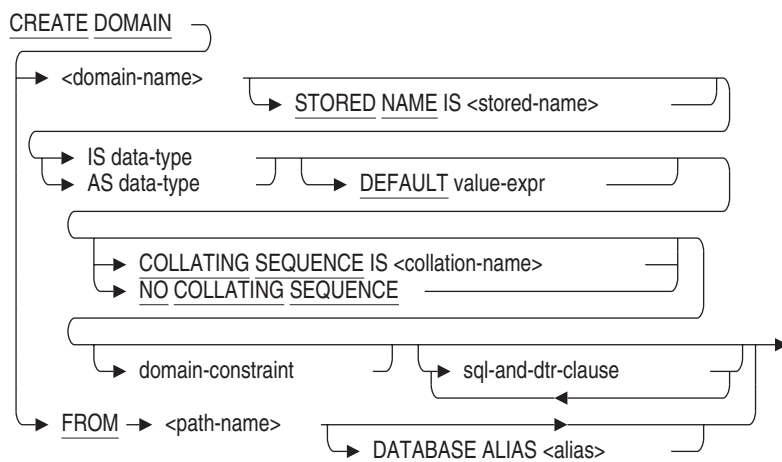 CREATE DOMAIN
<domain-name>
STORED NAME IS <stored-name>
IS data-type
AS data-type
DEFAULT value-expr
COLLATING SEQUENCE IS <collation-name>
NO COLLATING SEQUENCE
domain-constraint
sql-and-dtr-clause
FROM <path-name>
DATABASE ALIAS <alias>